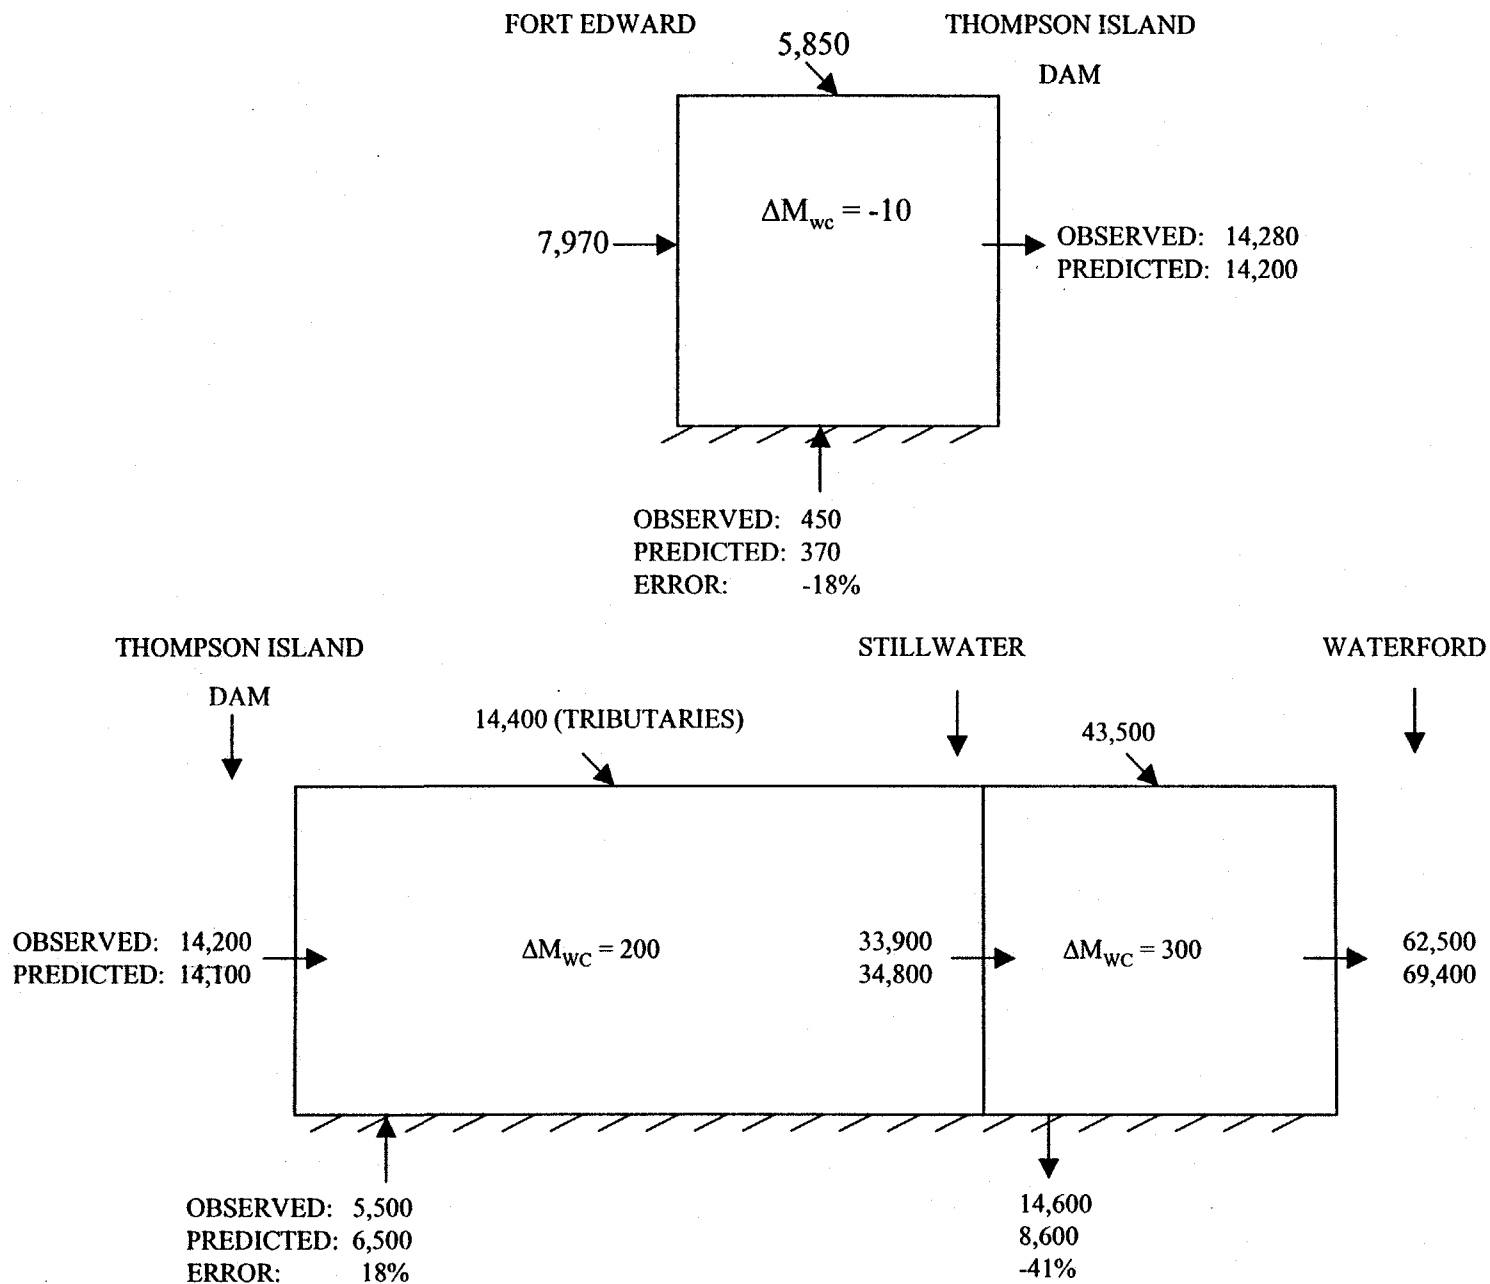 FORT EDWARD
THOMPSON ISLAND
DAM
5,850
ΔMwc = -10
7,970
OBSERVED: 14,280
PREDICTED: 14,200
OBSERVED: 450
PREDICTED: 370
ERROR: -18%
THOMPSON ISLAND
DAM
STILLWATER
WATERFORD
14,400 (TRIBUTARIES)
43,500
OBSERVED: 14,200
PREDICTED: 14,100
ΔMWC = 200
33,900
34,800
ΔMWC = 300
62,500
69,400
OBSERVED: 5,500
PREDICTED: 6,500
ERROR: 18%
14,600
8,600
-41%